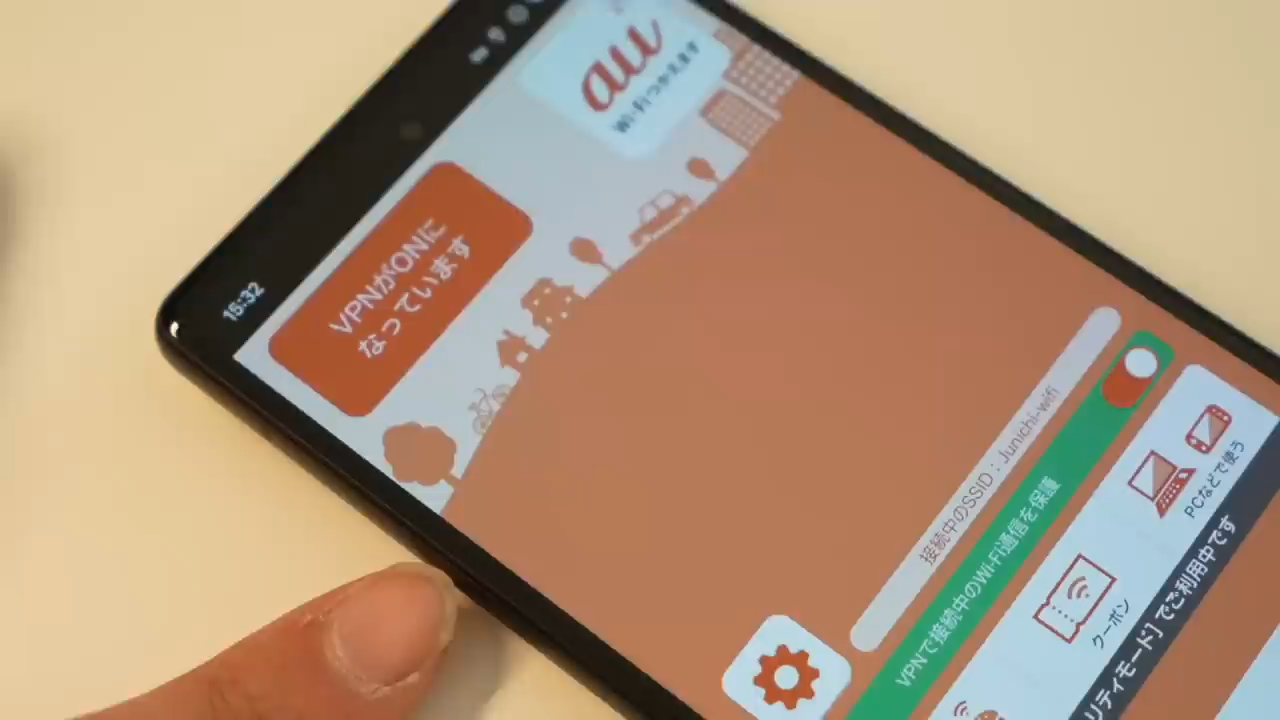 15:32
au
Wi-Fiつかえます
VPNがONに
なっています
接続中のSSID：Junichi-wifi
VPNで接続中のWi-Fi通信を保護
PCなどで使う
クーポン
リティモード］でご利用中です